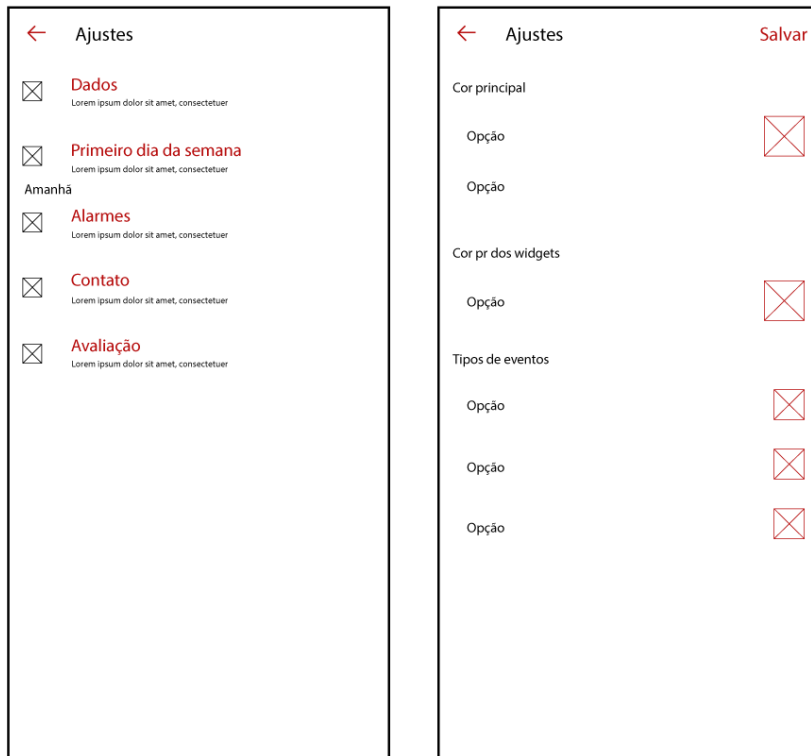 Ajustes
Dados
Lorem ipsum dolor sit amet, consectetuer
Primeiro dia da semana
Lorem ipsum dolor sit amet, consectetuer
Amanhã
Alarmes
Lorem ipsum dolor sit amet, consectetuer
Contato
Lorem ipsum dolor sit amet, consectetuer
Avaliação
Lorem ipsum dolor sit amet, consectetuer
Ajustes
Salvar
Cor principal
Opção
Opção
Cor pr dos widgets
Opção
Tipos de eventos
Opção
Opção
Opção